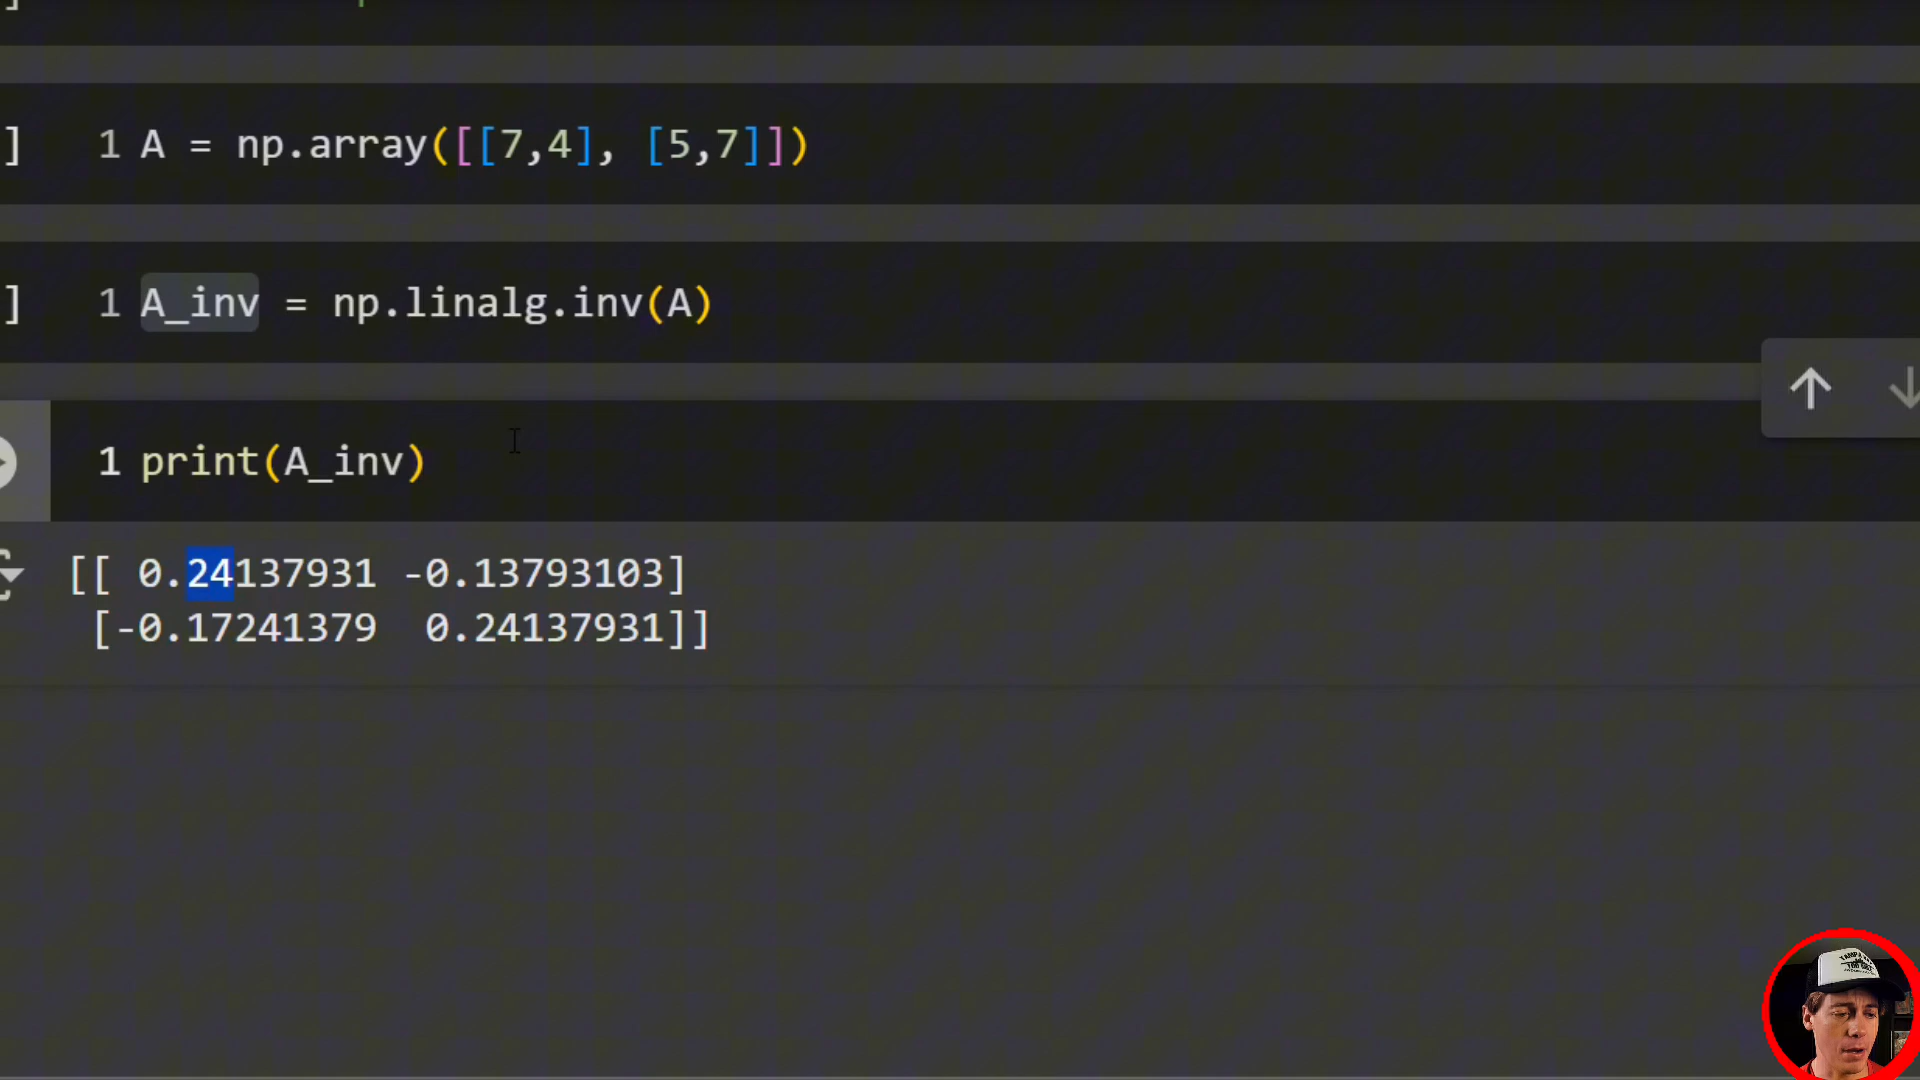 ]
] 1 A = np.array([[7,4], [5,7]])
] 1 A_inv = np.linalg.inv(A)
1 print(A_inv)
[[ 0.24137931 -0.13793103]
[-0.17241379 0.24137931]]